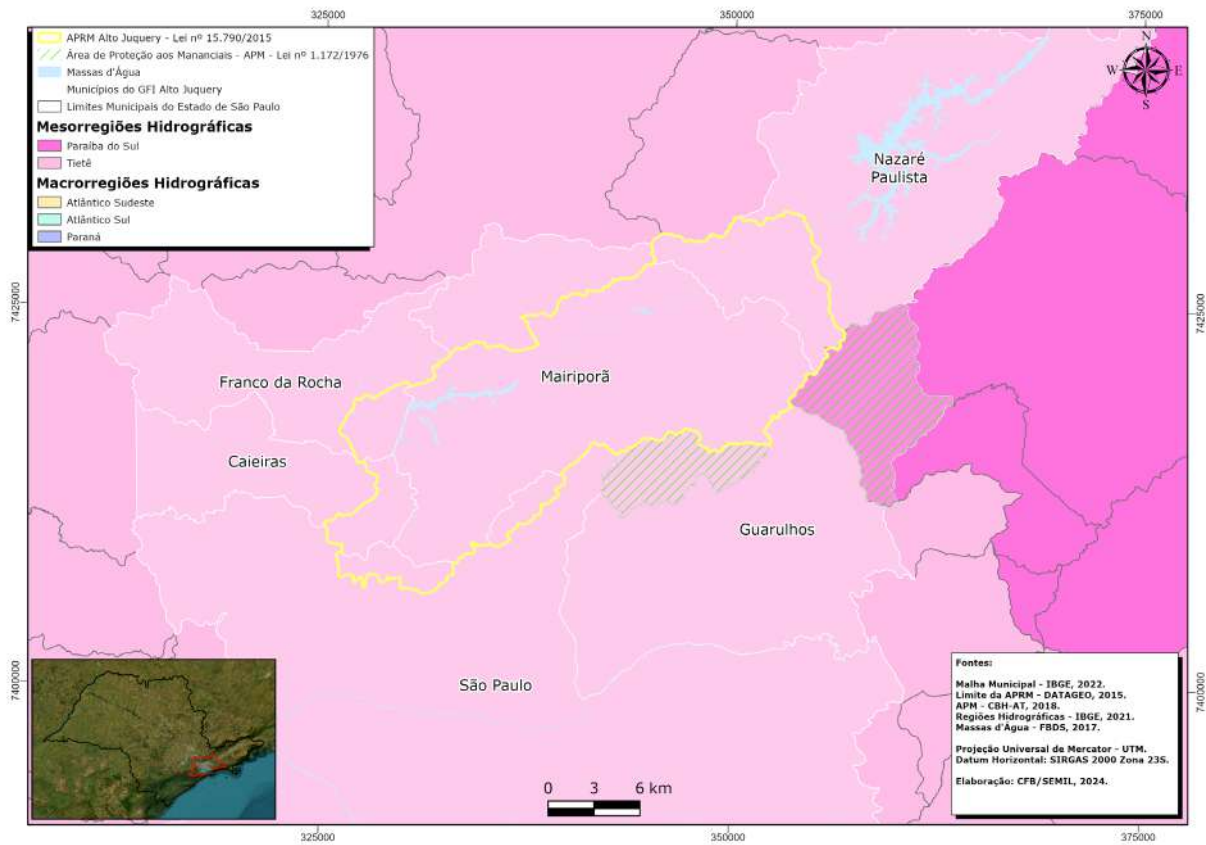 325000
350000
375000
APRM Alto Juquery - Lei nº 15.790/2015
Área de Proteção aos Mananciais - APM - Lei nº 1.172/1976
Massas d'Água
Municípios do GFI Alto Juquery
Limites Municipais do Estado de São Paulo
Mesorregiões Hidrográficas
Paraíba do Sul
Tietê
Macrorregiões Hidrográficas
Atlântico Sudeste
Atlântico Sul
Paraná
N
W
E
S
Nazaré
Paulista
7425000
7425000
Franco da Rocha
Mairiporã
Caieiras
Guarulhos
São Paulo
7400000
7400000
0 3 6 km
Fontes:
Malha Municipal - IBGE, 2022.
Limite da APRM - DATAGEO, 2015.
APM - CBH-AT, 2018.
Regiões Hidrográficas - IBGE, 2021.
Massas d'Água - FBDS, 2017.
Projeção Universal de Mercator - UTM.
Datum Horizontal: SIRGAS 2000 Zona 23S.
Elaboração: CFB/SEMIL, 2024.
325000
350000
375000